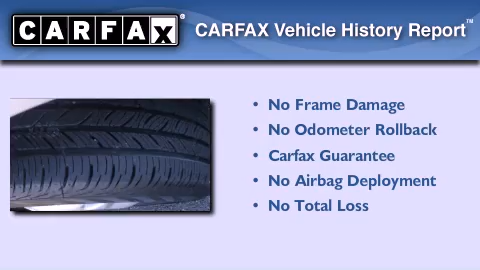 CARFAX® CARFAX Vehicle History Report™
• No Frame Damage
• No Odometer Rollback
• Carfax Guarantee
• No Airbag Deployment
• No Total Loss